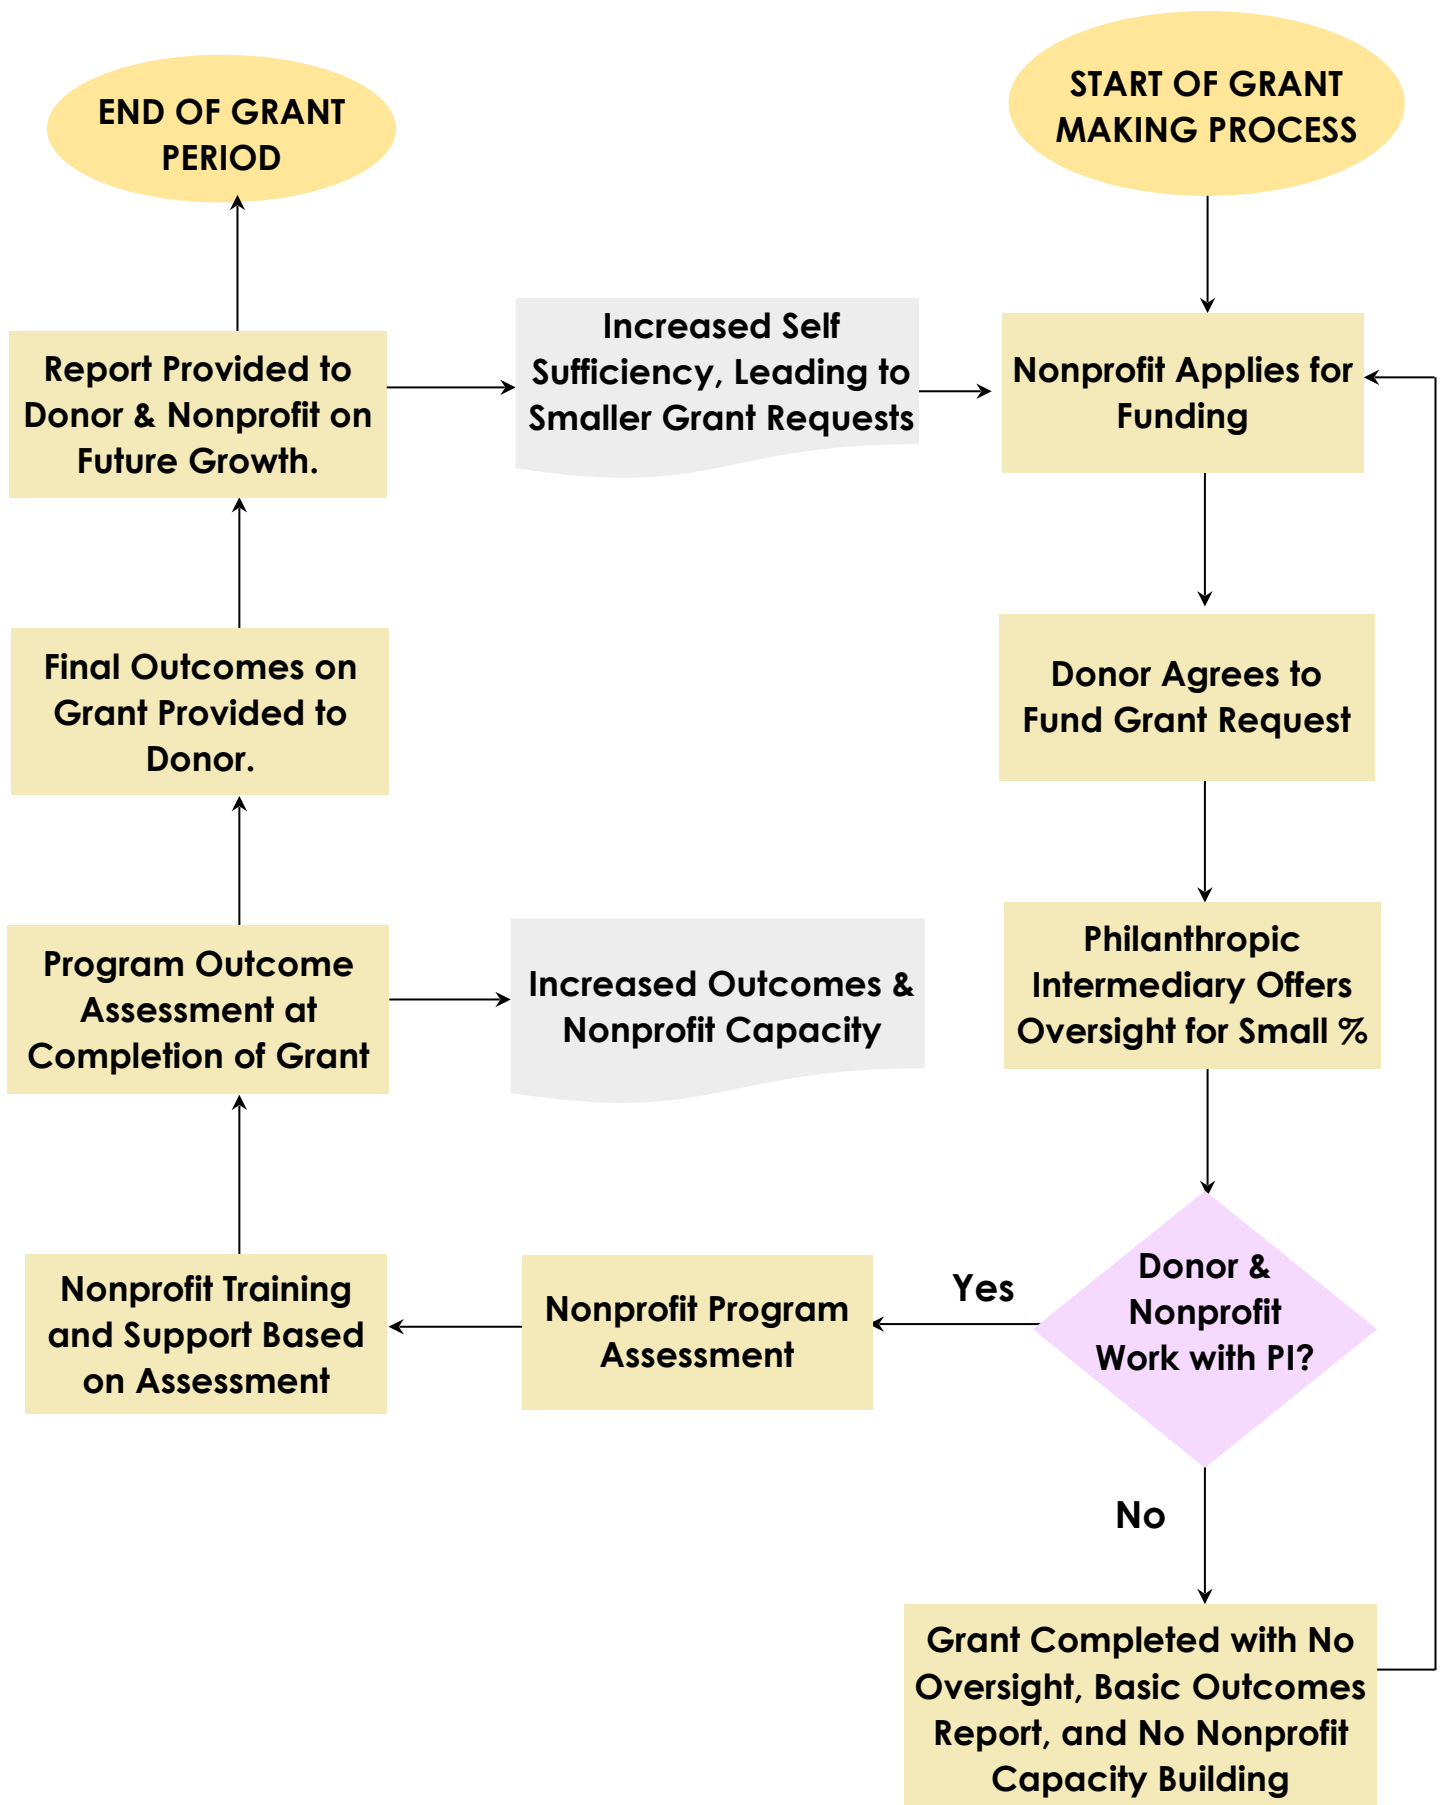 START OF GRANT
MAKING PROCESS
Nonprofit Applies for
Funding
Donor Agrees to
Fund Grant Request
Philanthropic
Intermediary Offers
Oversight for Small %
Donor &
Nonprofit
Work with PI?
No
Grant Completed with No
Oversight, Basic Outcomes
Report, and No Nonprofit
Capacity Building
Yes
Nonprofit Program
Assessment
Nonprofit Training
and Support Based
on Assessment
Program Outcome
Assessment at
Completion of Grant
Increased Outcomes &
Nonprofit Capacity
Final Outcomes on
Grant Provided to
Donor.
Report Provided to
Donor & Nonprofit on
Future Growth.
Increased Self
Sufficiency, Leading to
Smaller Grant Requests
END OF GRANT
PERIOD